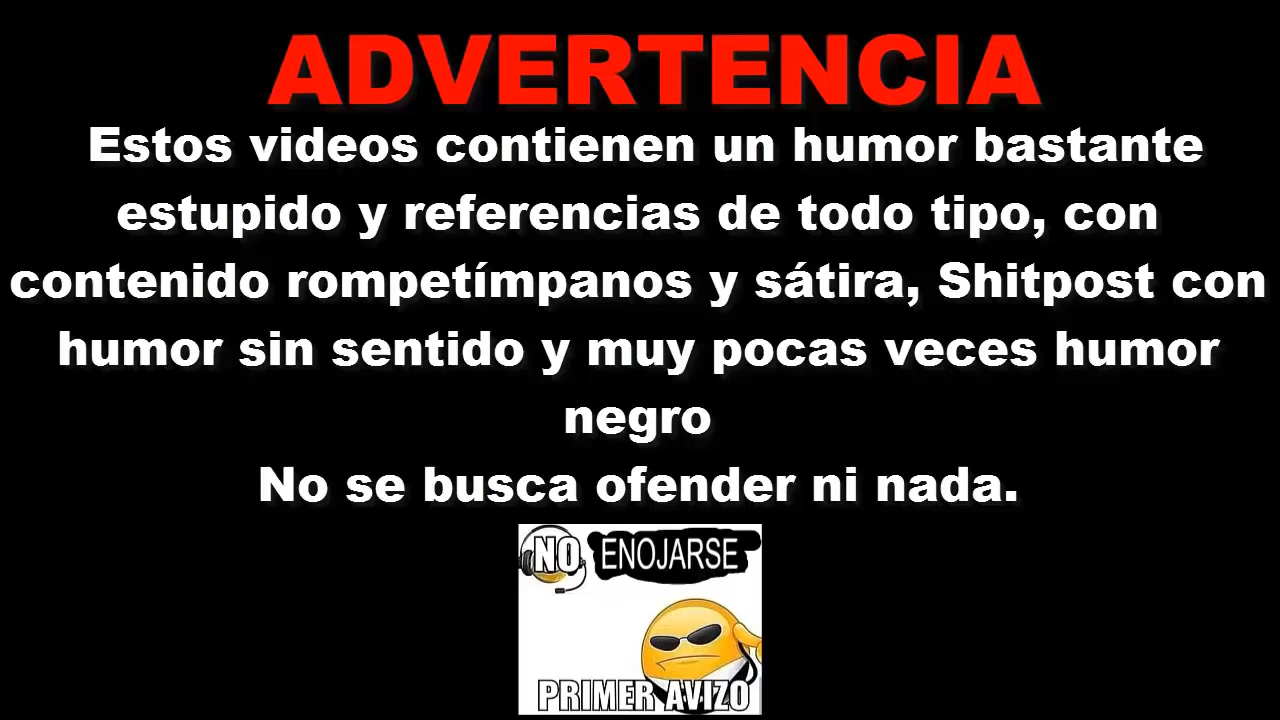 ADVERTENCIA
Estos videos contienen un humor bastante
estupido y referencias de todo tipo, con
contenido rompetímpanos y sátira, Shitpost con
humor sin sentido y muy pocas veces humor
negro
No se busca ofender ni nada.
NO ENOJARSE
PRIMER AVIZO